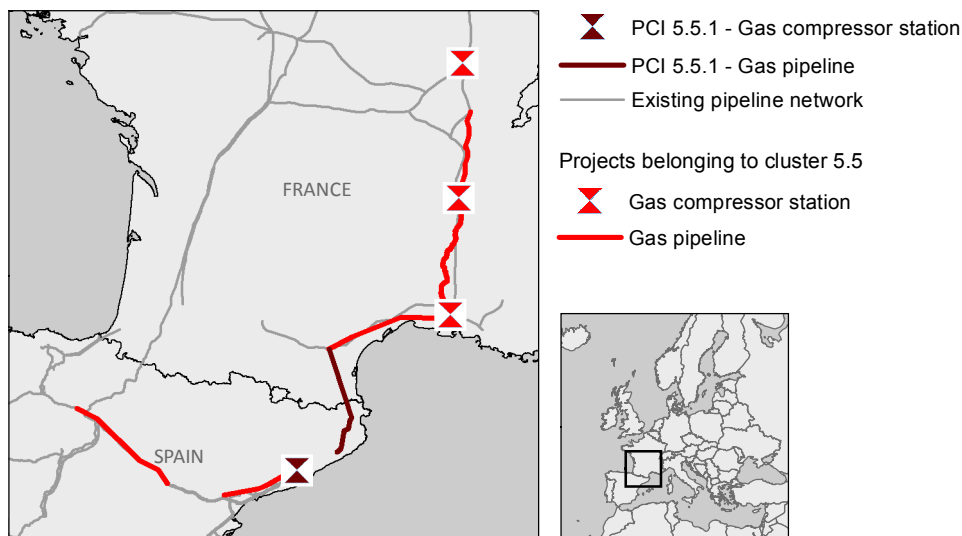 PCI 5.5.1 - Gas compressor station
PCI 5.5.1 - Gas pipeline
Existing pipeline network
Projects belonging to cluster 5.5
Gas compressor station
Gas pipeline
FRANCE
SPAIN